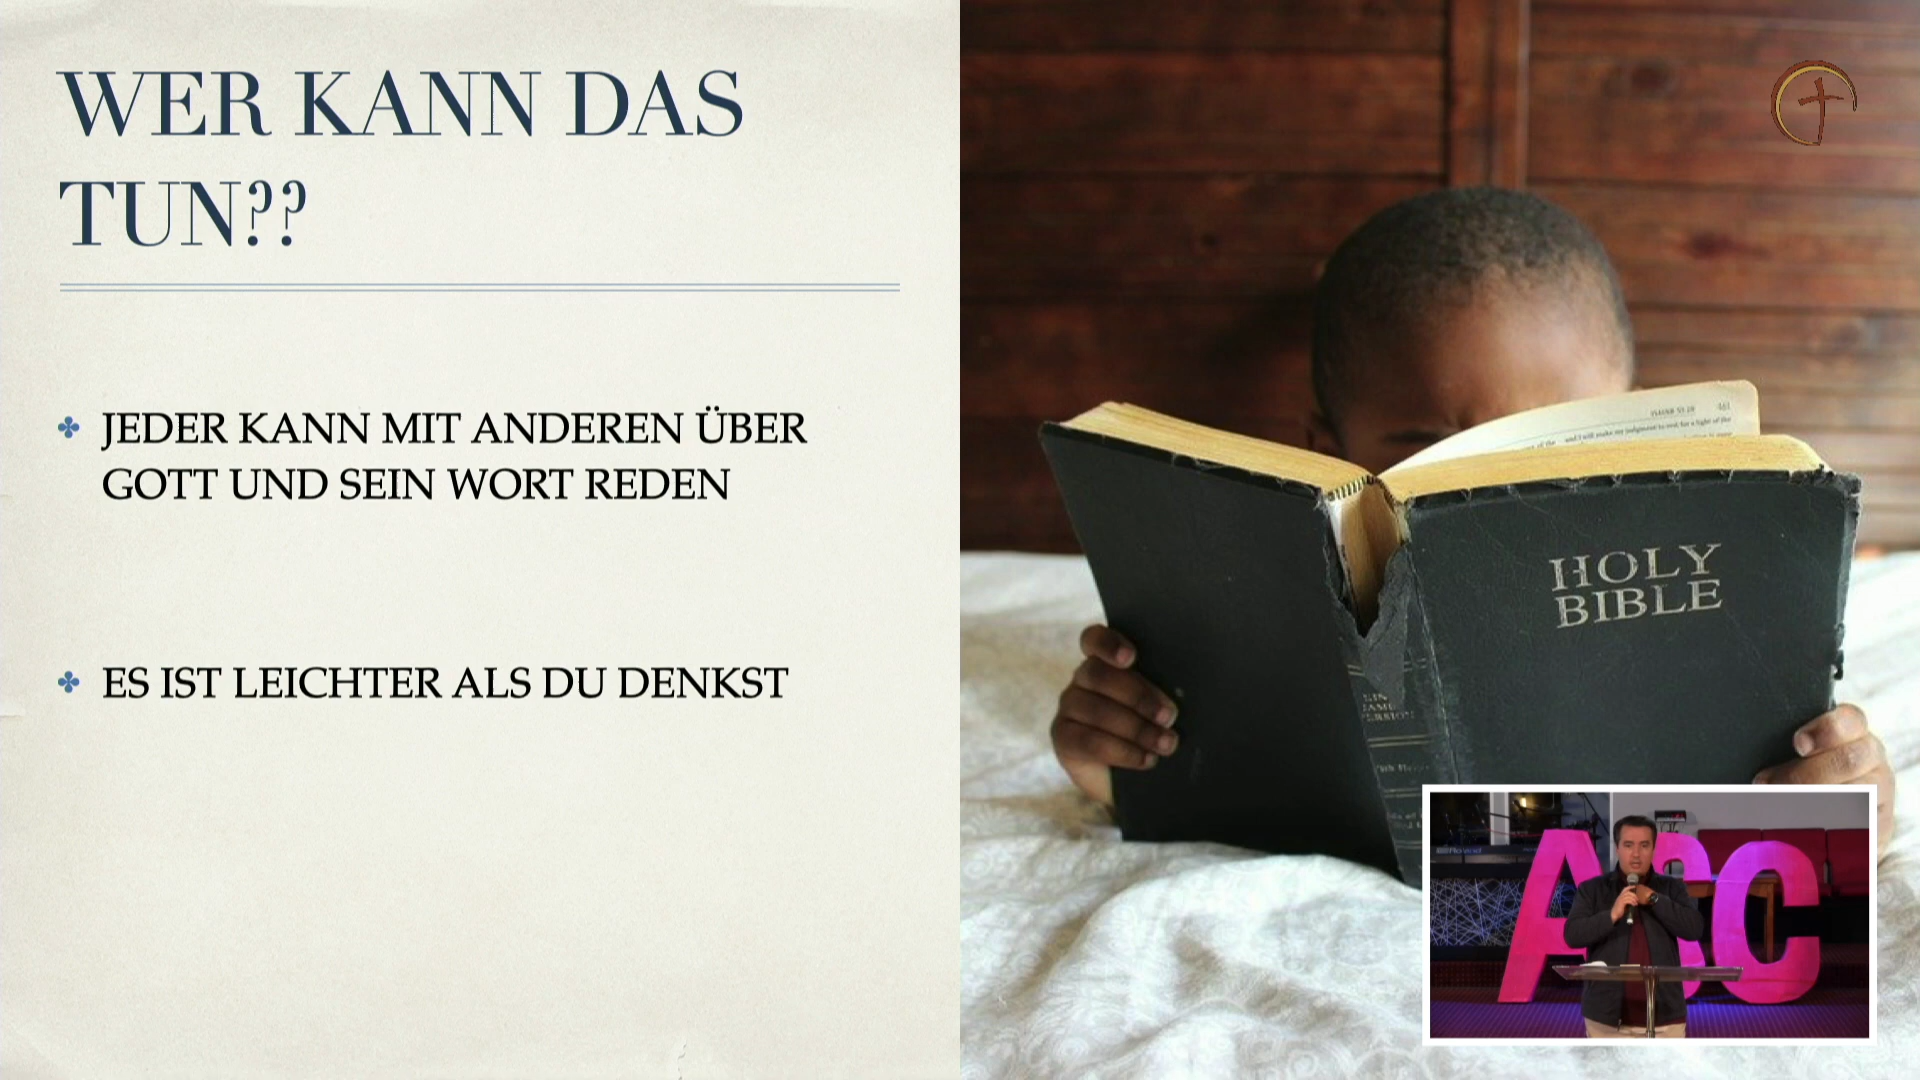 WER KANN DAS
TUN??
JEDER KANN MIT ANDEREN ÜBER
GOTT UND SEIN WORT REDEN
ES IST LEICHTER ALS DU DENKST
HOLY
BIBLE